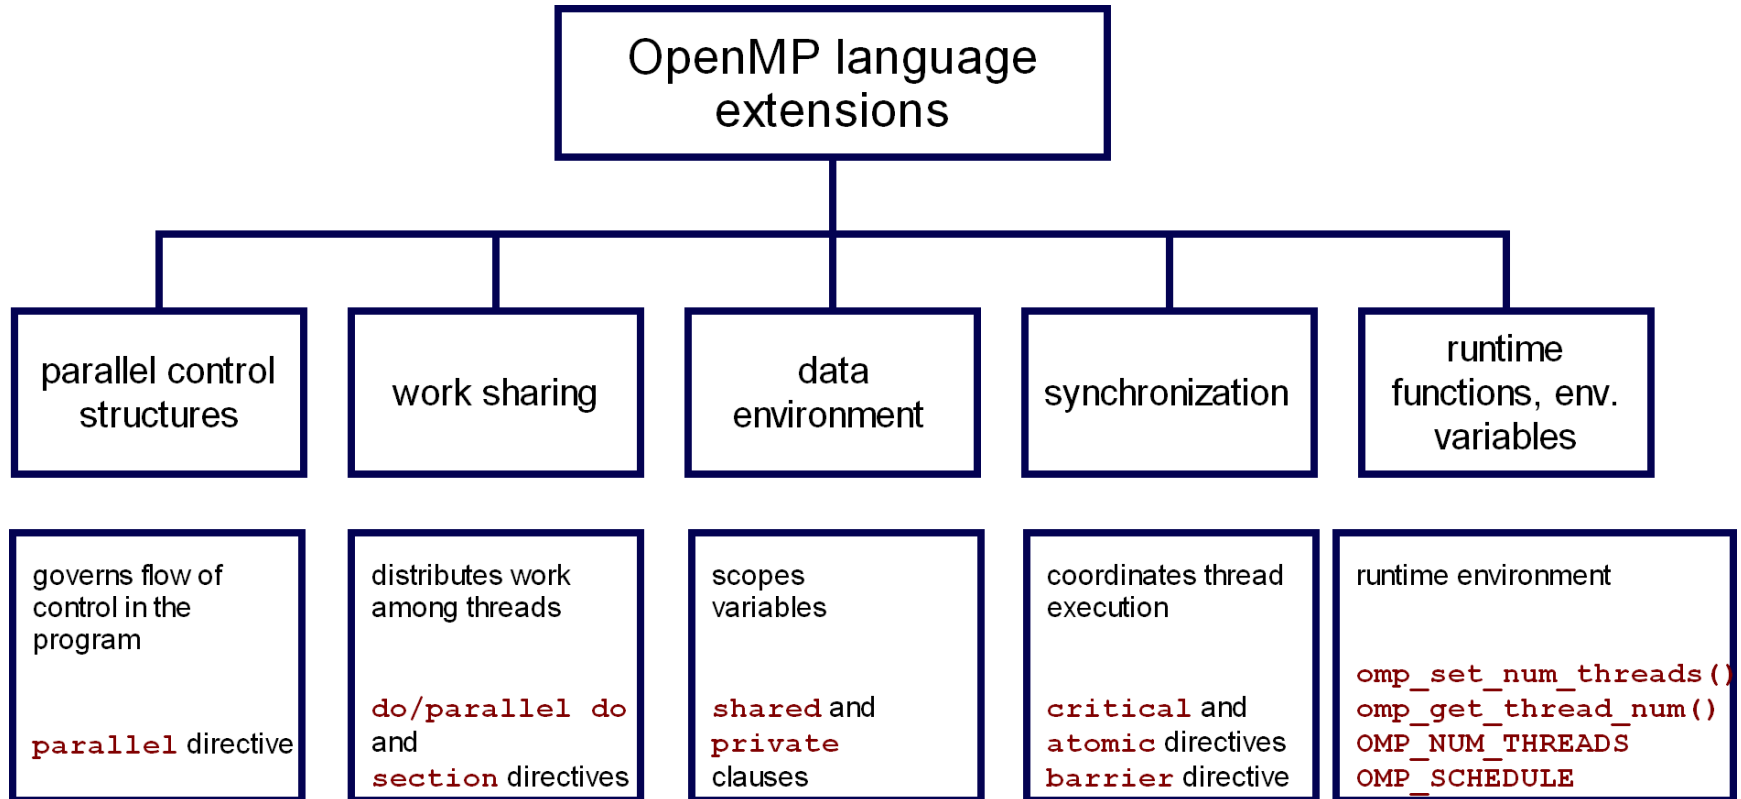 OpenMP language
extensions
parallel control
structures
work sharing
data
environment
synchronization
runtime
functions, env.
variables
governs flow of
control in the
program
parallel directive
distributes work
among threads
do/parallel do
and
section directives
scopes
variables
shared and
private
clauses
coordinates thread
execution
critical and
atomic directives
barrier directive
runtime environment
omp_set_num_threads()
omp_get_thread_num()
OMP_NUM_THREADS
OMP_SCHEDULE